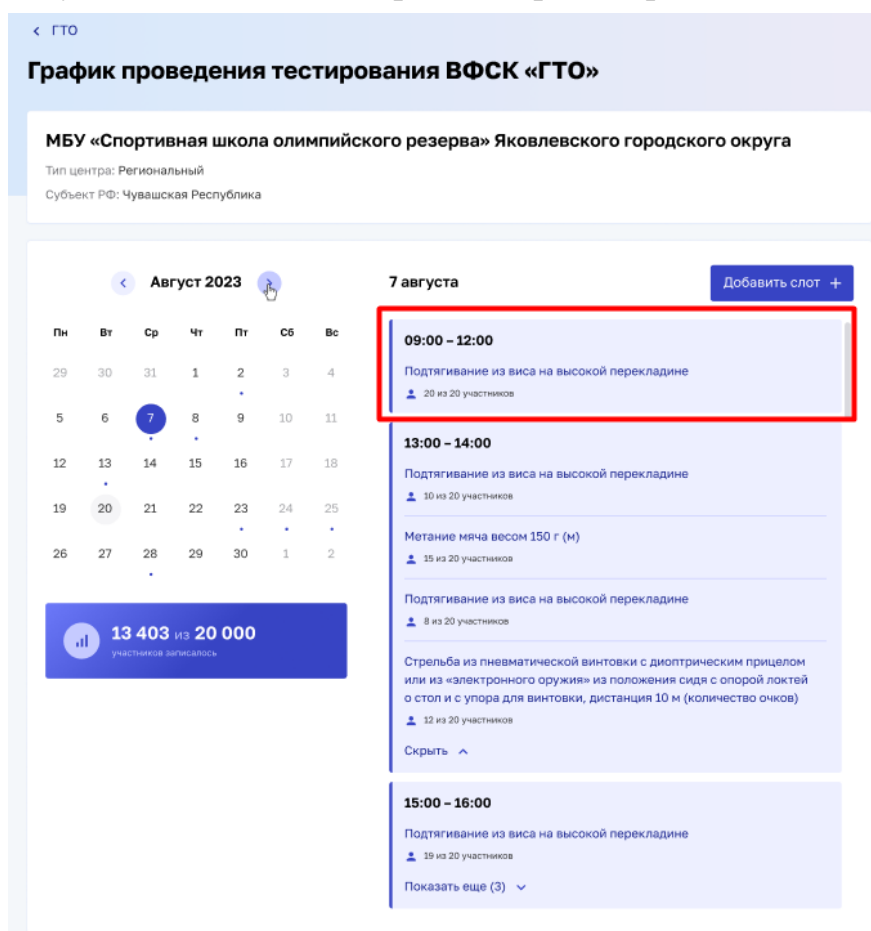 < ГТО
График проведения тестирования ВФСК «ГТО»
МБУ «Спортивная школа олимпийского резерва» Яковлевского городского округа
Тип центра: Региональный
Субъект РФ: Чувашская Республика
Август 2023
Пн Вт Ср Чт Пт Сб Вс
29 30 31 1 2 3 4
5 6 7 8 9 10 11
12 13 14 15 16 17 18
19 20 21 22 23 24 25
26 27 28 29 30 1 2
13 403 из 20 000
участников записалось
7 августа
Добавить слот +
09:00 – 12:00
Подтягивание из виса на высокой перекладине
20 из 20 участников
13:00 – 14:00
Подтягивание из виса на высокой перекладине
10 из 20 участников
Метание мяча весом 150 г (м)
15 из 20 участников
Подтягивание из виса на высокой перекладине
8 из 20 участников
Стрельба из пневматической винтовки с диоптрическим прицелом
или из «электронного оружия» из положения сидя с опорой локтей
о стол и с упора для винтовки, дистанция 10 м (количество очков)
12 из 20 участников
Скрыть
15:00 – 16:00
Подтягивание из виса на высокой перекладине
19 из 20 участников
Показать еще (3)